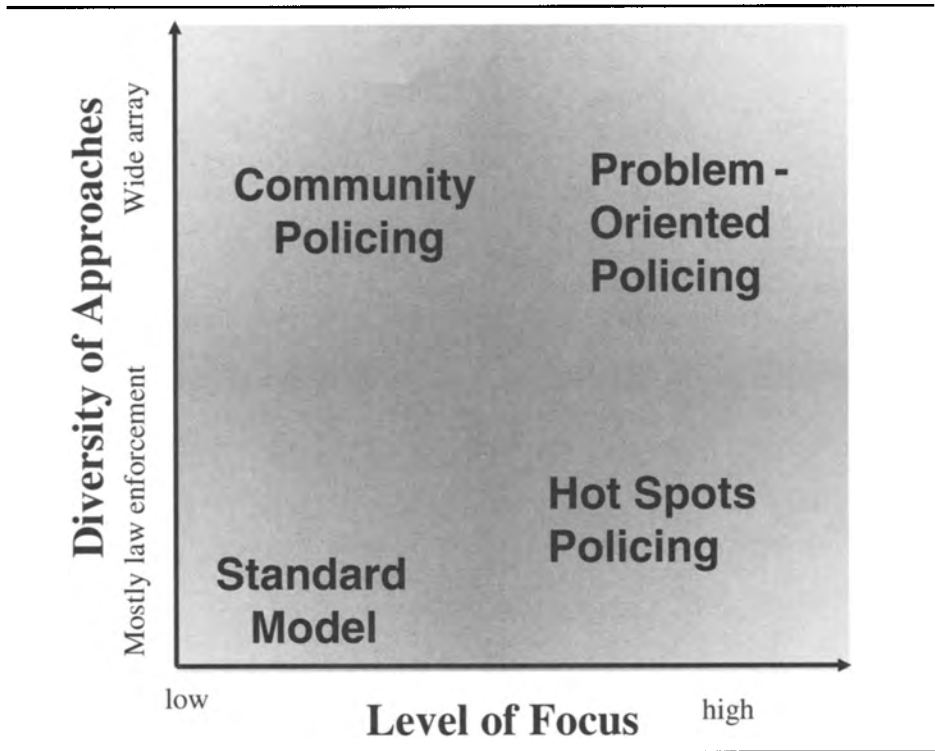 Diversity of Approaches
Wide array
Mostly law enforcement
Community
Policing
Problem -
Oriented
Policing
Hot Spots
Policing
Standard
Model
low
Level of Focus
high